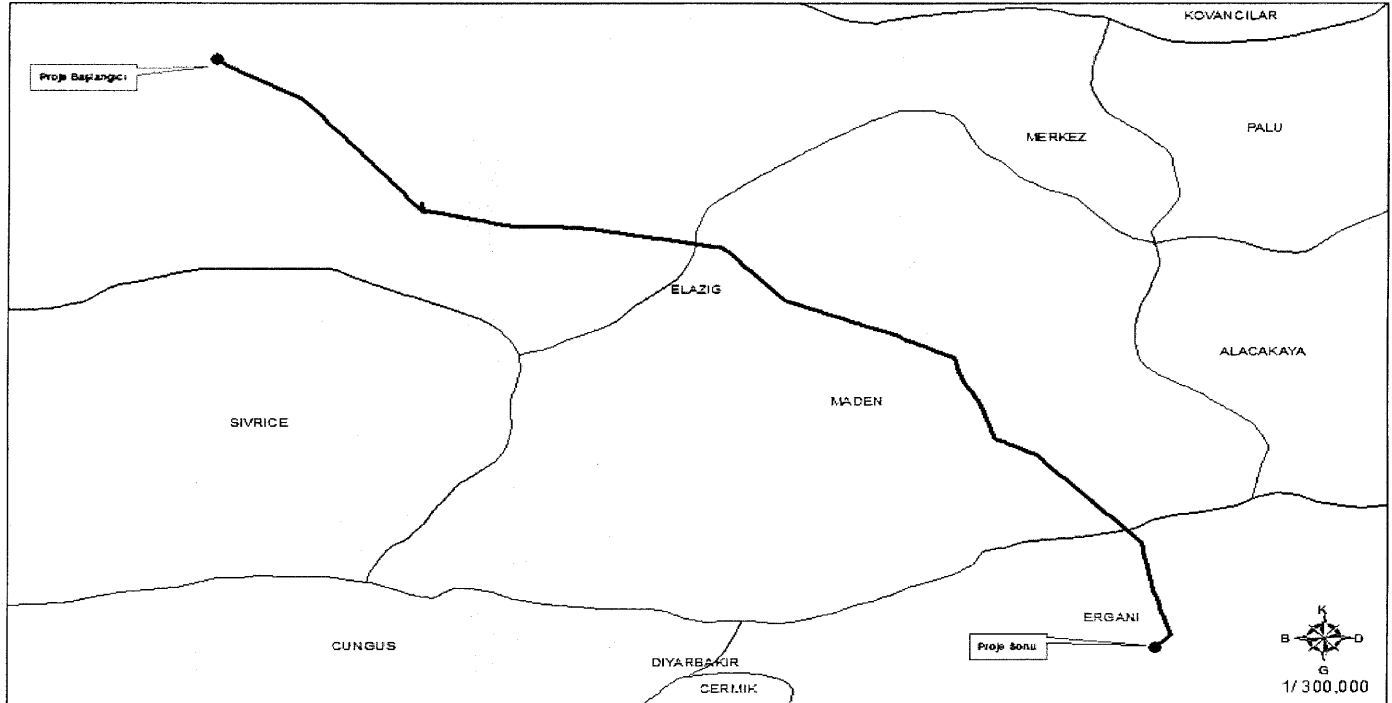 KOVANCILAR
Proje Başlangıcı
PALU
MERKEZ
ELAZIG
ALACAKAYA
MADEN
SIVRICE
ERGANI
K
B
D
G
Proje Sonu
CUNGUS
DIYARBAKIR
CERMIK
1/300,000